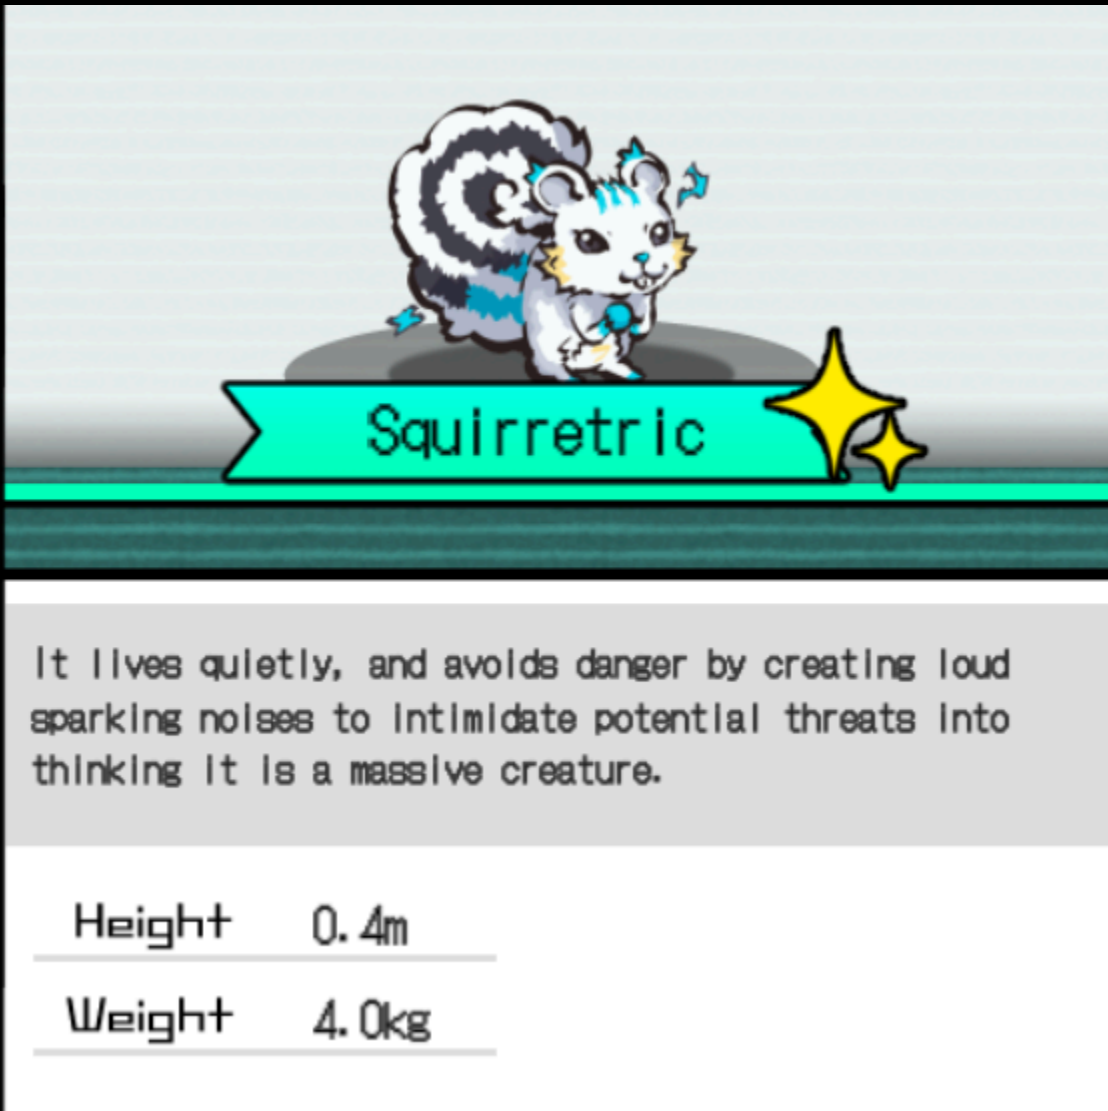 Squirretric
It lives quietly, and avoids danger by creating loud
sparking noises to intimidate potential threats into
thinking it is a massive creature.
Height 0.4m
Weight 4.0kg